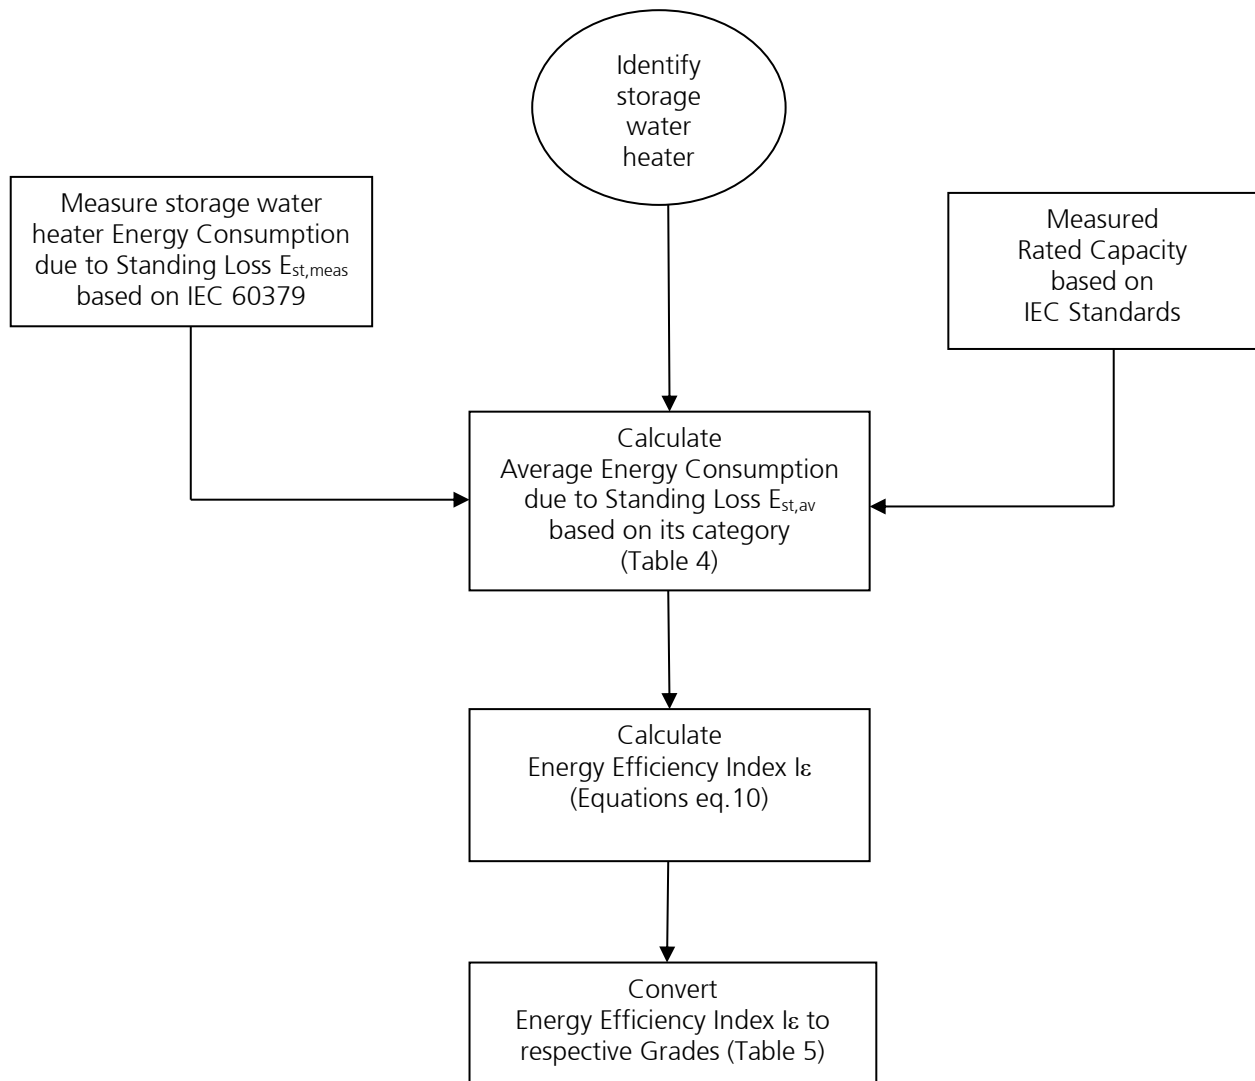 Identify
storage
water
heater
Measure storage water
heater Energy Consumption
due to Standing Loss Est,meas
based on IEC 60379
Measured
Rated Capacity
based on
IEC Standards
Calculate
Average Energy Consumption
due to Standing Loss Est,av
based on its category
(Table 4)
Calculate
Energy Efficiency Index Iε
(Equations eq.10)
Convert
Energy Efficiency Index Iε to
respective Grades (Table 5)